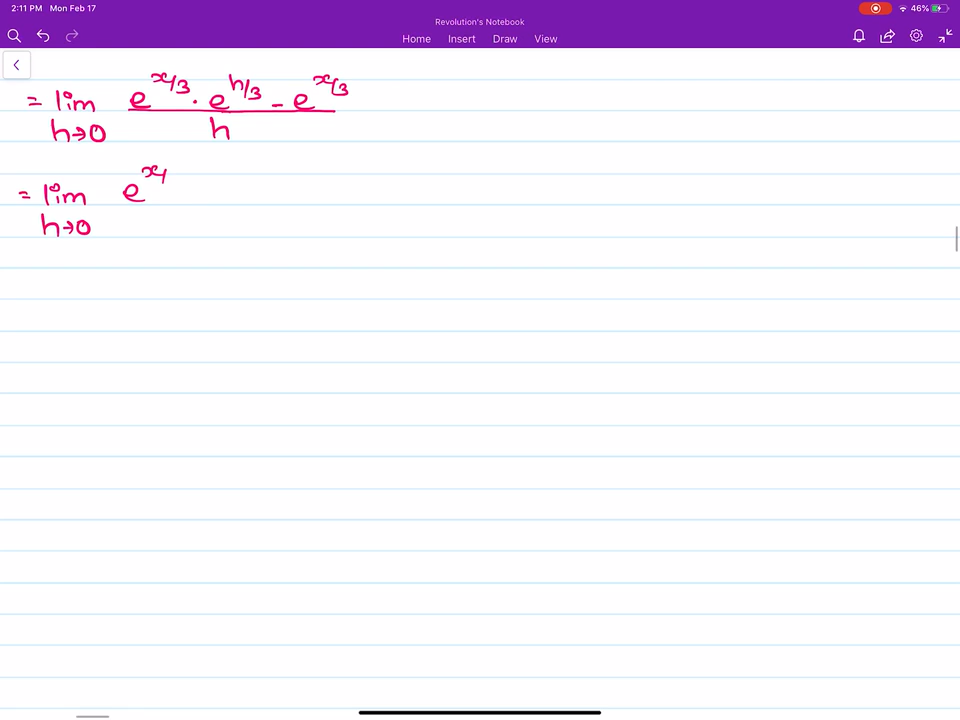 2:11 PM Mon Feb 17
46%
Revolution's Notebook
Home Insert Draw View
= lim e^{x/3} · e^{h/3} - e^{x/3}
h→0 h
= lim e^{x/
h→0